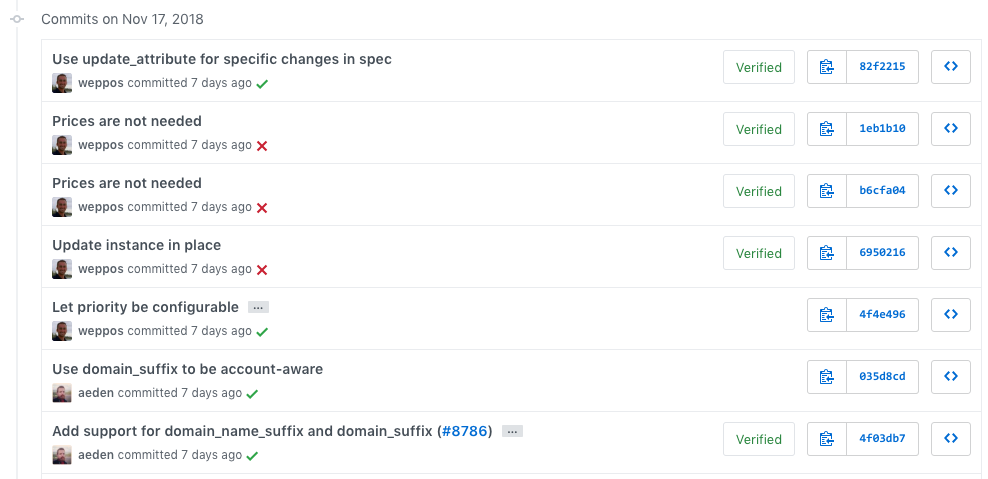 Commits on Nov 17, 2018
Use update_attribute for specific changes in spec
weppos committed 7 days ago
Verified
82f2215
Prices are not needed
weppos committed 7 days ago
Verified
1eb1b10
Prices are not needed
weppos committed 7 days ago
Verified
b6cfa04
Update instance in place
weppos committed 7 days ago
Verified
6950216
Let priority be configurable ...
weppos committed 7 days ago
4f4e496
Use domain_suffix to be account-aware
aeden committed 7 days ago
035d8cd
Add support for domain_name_suffix and domain_suffix (#8786) ...
aeden committed 7 days ago
Verified
4f03db7